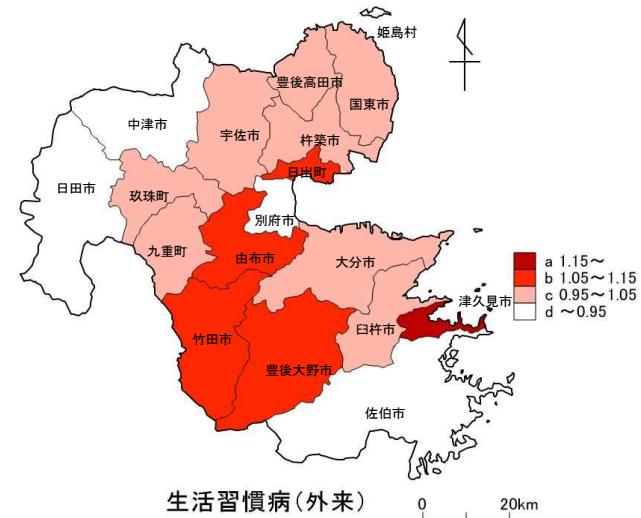 姫島村
豊後高田市
国東市
中津市
宇佐市
杵築市
日出町
日田市
玖珠町
別府市
九重町
由布市
大分市
a 1.15～
b 1.05～1.15
c 0.95～1.05
d ～0.95
津久見市
竹田市
臼杵市
豊後大野市
佐伯市
生活習慣病(外来)
0 20km